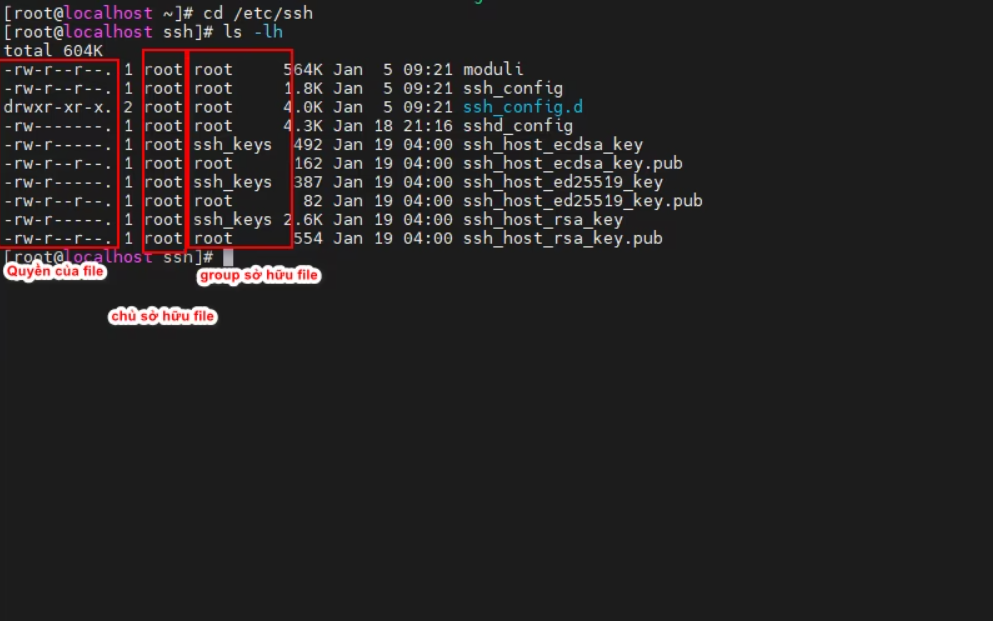 [root@localhost ~]# cd /etc/ssh
[root@localhost ssh]# ls -lh
total 604K
-rw-r--r--. 1 root root 564K Jan 5 09:21 moduli
-rw-r--r--. 1 root root 1.8K Jan 5 09:21 ssh_config
drwxr-xr-x. 2 root root 4.0K Jan 5 09:21 ssh_config.d
-rw-------. 1 root root 4.3K Jan 18 21:16 sshd_config
-rw-r-----. 1 root ssh_keys 492 Jan 19 04:00 ssh_host_ecdsa_key
-rw-r--r--. 1 root root 162 Jan 19 04:00 ssh_host_ecdsa_key.pub
-rw-r-----. 1 root ssh_keys 387 Jan 19 04:00 ssh_host_ed25519_key
-rw-r--r--. 1 root root 82 Jan 19 04:00 ssh_host_ed25519_key.pub
-rw-r-----. 1 root ssh_keys 2.6K Jan 19 04:00 ssh_host_rsa_key
-rw-r--r--. 1 root root 554 Jan 19 04:00 ssh_host_rsa_key.pub
[root@localhost ssh]#
Quyền của file
group sở hữu file
chủ sở hữu file